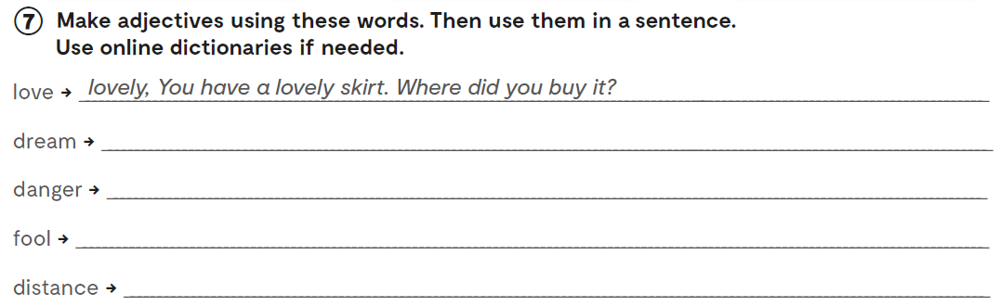 7 Make adjectives using these words. Then use them in a sentence.
Use online dictionaries if needed.
love → lovely, You have a lovely skirt. Where did you buy it?
dream →
danger →
fool →
distance →